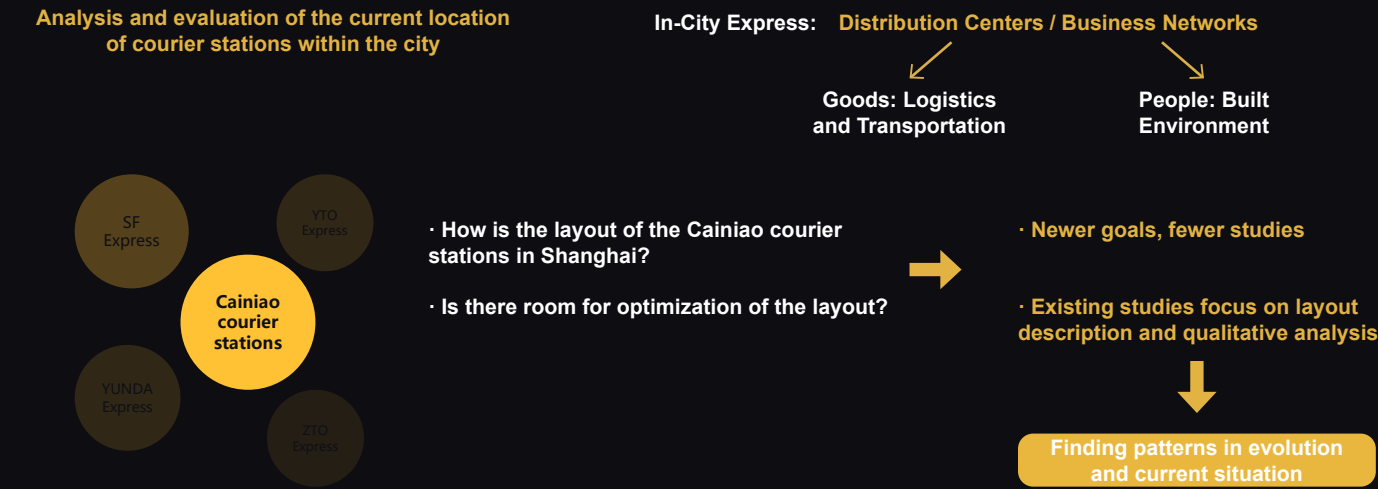 Analysis and evaluation of the current location
of courier stations within the city
In-City Express: Distribution Centers / Business Networks
Goods: Logistics
and Transportation
People: Built
Environment
SF
Express
YTO
Express
Cainiao
courier
stations
YUNDA
Express
ZTO
Express
· How is the layout of the Cainiao courier
stations in Shanghai?
· Is there room for optimization of the layout?
· Newer goals, fewer studies
· Existing studies focus on layout
description and qualitative analysis
Finding patterns in evolution
and current situation